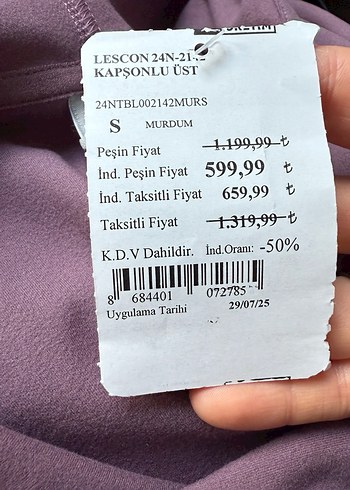 LESCON 24N-2142
KAPŞONLU ÜST
24NTBL002142MURS
S MURDUM
Peşin Fiyat 1.199,99 ₺
İnd. Peşin Fiyat 599,99 ₺
İnd. Taksitli Fiyat 659,99 ₺
Taksitli Fiyat 1.319,99 ₺
K.D.V Dahildir. İnd.Oranı: -50%
8 684401 072785
Uygulama Tarihi 29/07/25